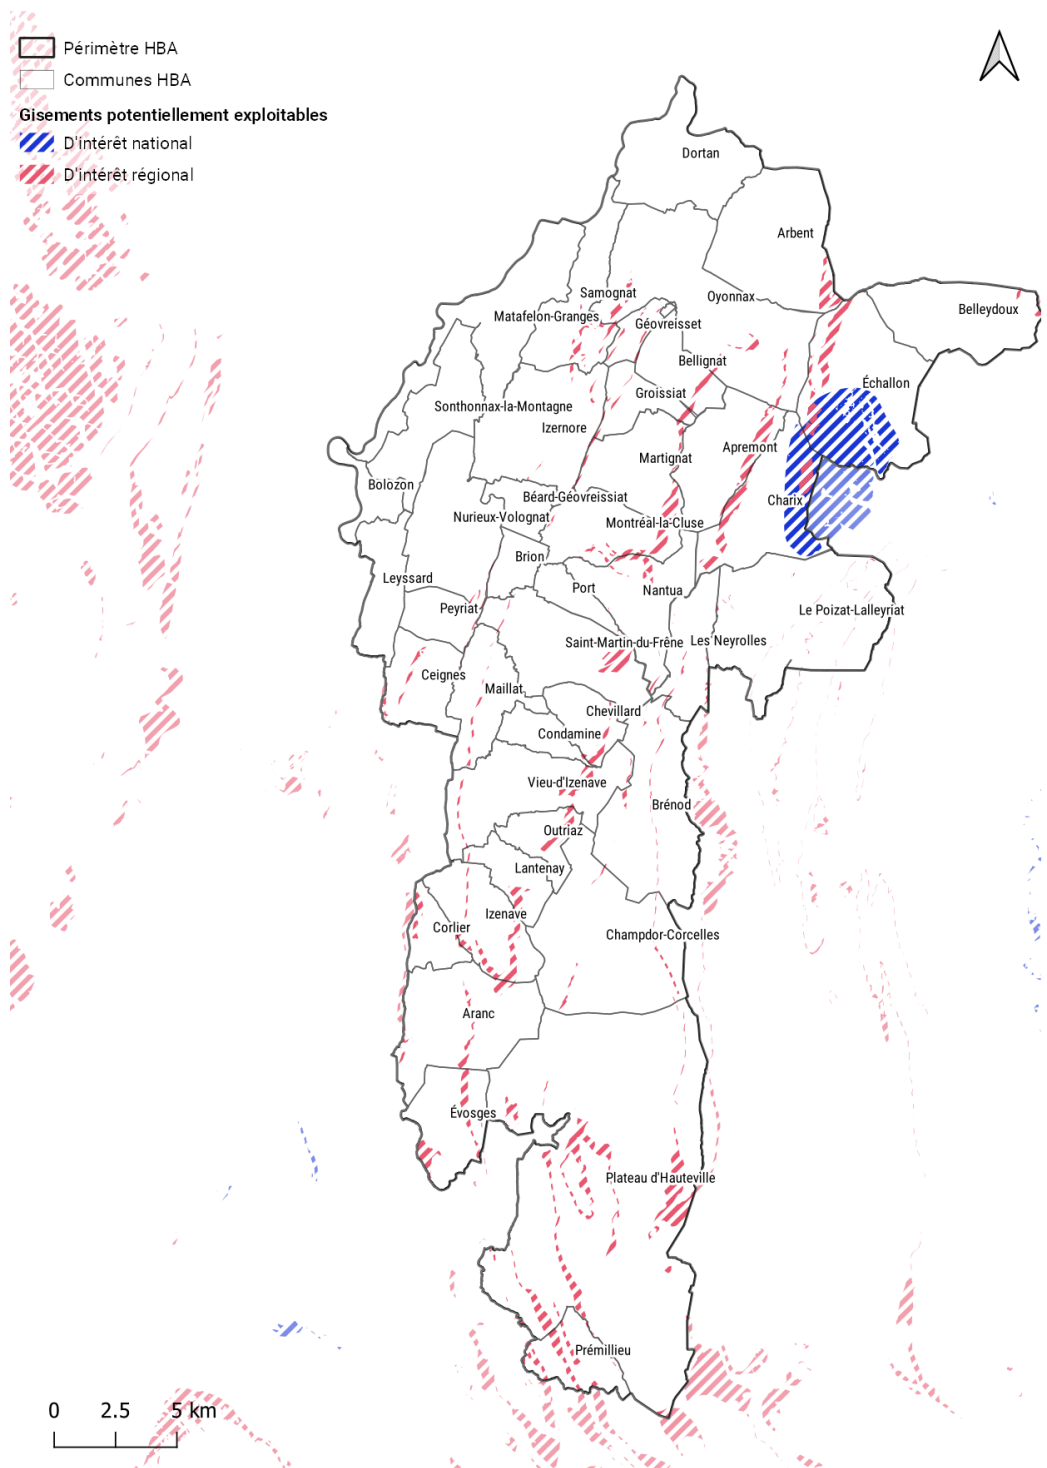 Périmètre HBA
Communes HBA
Gisements potentiellement exploitables
D'intérêt national
D'intérêt régional
Dortan
Arbent
Samognat
Oyonnax
Belleydoux
Matafelon-Granges
Géovreisset
Bellignat
Échallon
Groissiat
Sonthonnax-la-Montagne
Izernore
Apremont
Martignat
Bolozon
Béard-Géovreissiat
Charix
Nurieux-Volognat
Montréal-la-Cluse
Brion
Leyssard
Port
Nantua
Peyriat
Le Poizat-Lalleyriat
Saint-Martin-du-Frêne
Les Neyrolles
Ceignes
Maillat
Chevillard
Condamine
Vieu-d'Izenave
Brénod
Outriaz
Lantenay
Izenave
Corlier
Champdor-Corcelles
Aranc
Évosges
Plateau d'Hauteville
Prémillieu
0 2.5 5 km